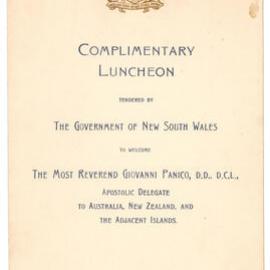 COMPLIMENTARY
LUNCHEON
TENDERED BY
THE GOVERNMENT OF NEW SOUTH WALES
TO WELCOME
THE MOST REVEREND GIOVANNI PANICO, D.D., D.C.L.,
APOSTOLIC DELEGATE
TO AUSTRALIA, NEW ZEALAND, AND
THE ADJACENT ISLANDS.